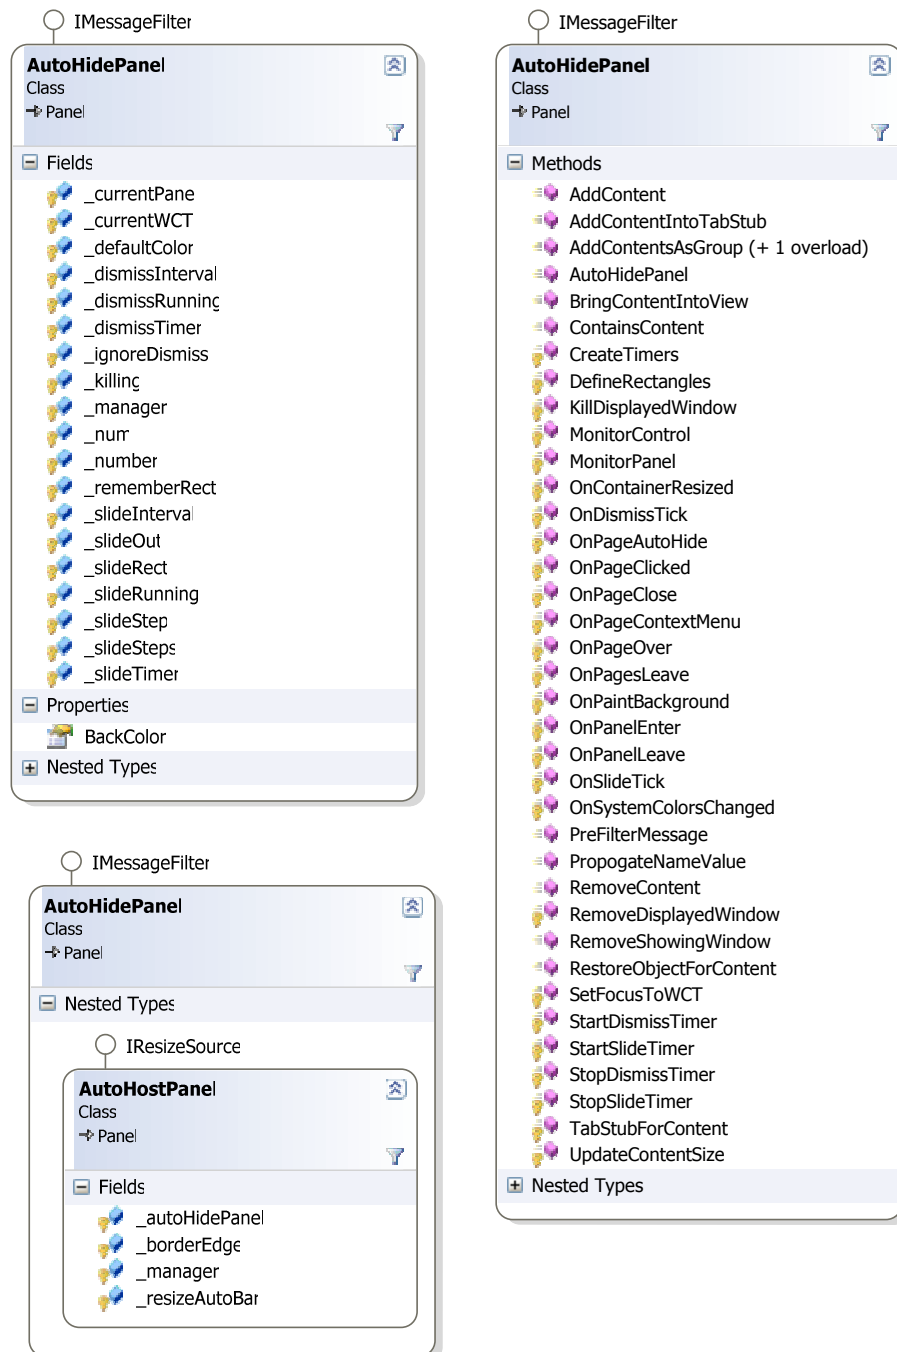 IMessageFilter
AutoHidePanel
Class
Panel
Fields
_currentPane
_currentWCT
_defaultColor
_dismissInterval
_dismissRunning
_dismissTimer
_ignoreDismiss
_killing
_manager
_num
_number
_rememberRect
_slideInterval
_slideOut
_slideRect
_slideRunning
_slideStep
_slideSteps
_slideTimer
Properties
BackColor
Nested Types
IMessageFilter
AutoHidePanel
Class
Panel
Nested Types
IResizeSource
AutoHostPanel
Class
Panel
Fields
_autoHidePanel
_borderEdge
_manager
_resizeAutoBar
IMessageFilter
AutoHidePanel
Class
Panel
Methods
AddContent
AddContentIntoTabStub
AddContentsAsGroup (+ 1 overload)
AutoHidePanel
BringContentIntoView
ContainsContent
CreateTimers
DefineRectangles
KillDisplayedWindow
MonitorControl
MonitorPanel
OnContainerResized
OnDismissTick
OnPageAutoHide
OnPageClicked
OnPageClose
OnPageContextMenu
OnPageOver
OnPagesLeave
OnPaintBackground
OnPanelEnter
OnPanelLeave
OnSlideTick
OnSystemColorsChanged
PreFilterMessage
PropogateNameValue
RemoveContent
RemoveDisplayedWindow
RemoveShowingWindow
RestoreObjectForContent
SetFocusToWCT
StartDismissTimer
StartSlideTimer
StopDismissTimer
StopSlideTimer
TabStubForContent
UpdateContentSize
Nested Types